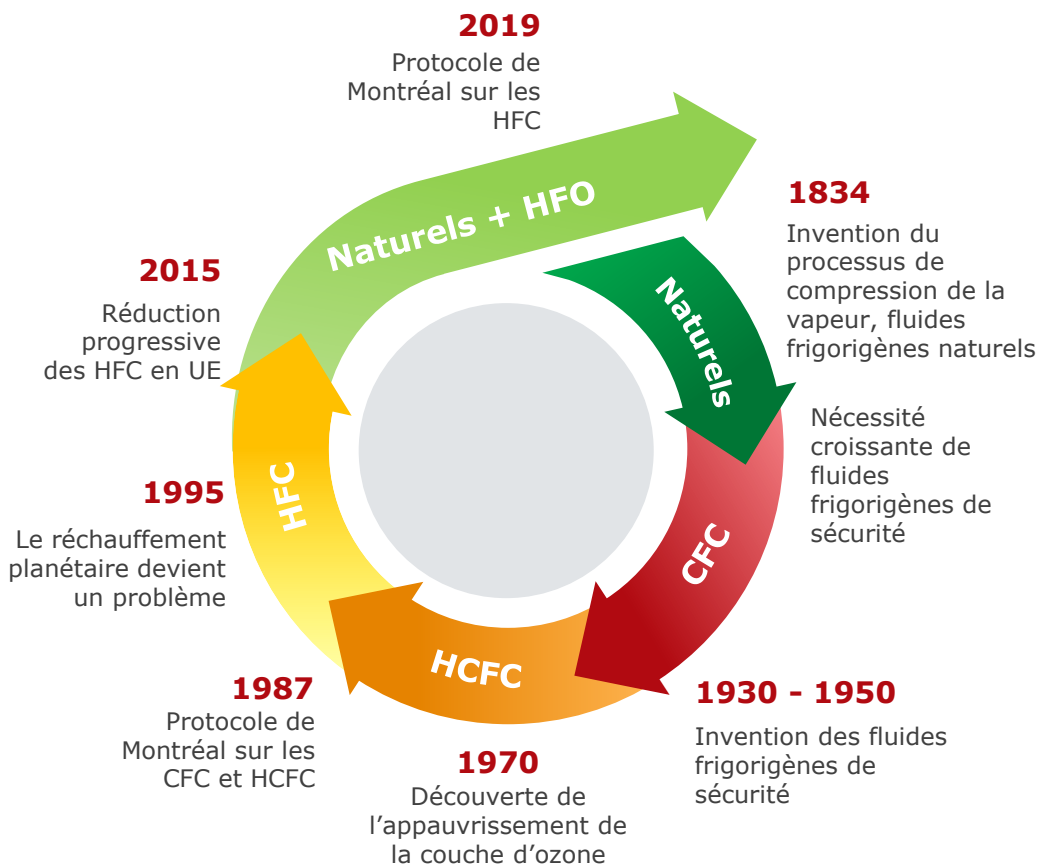 2019
Protocole de
Montréal sur les
HFC
Naturels + HFO
1834
Invention du
processus de
compression de la
vapeur, fluides
frigorigènes naturels
Naturels
Nécessité
croissante de
fluides
frigorigènes de
sécurité
CFC
1930 - 1950
Invention des fluides
frigorigènes de
sécurité
HCFC
1970
Découverte de
l’appauvrissement de
la couche d’ozone
1987
Protocole de
Montréal sur les
CFC et HCFC
HFC
1995
Le réchauffement
planétaire devient
un problème
2015
Réduction
progressive
des HFC en UE